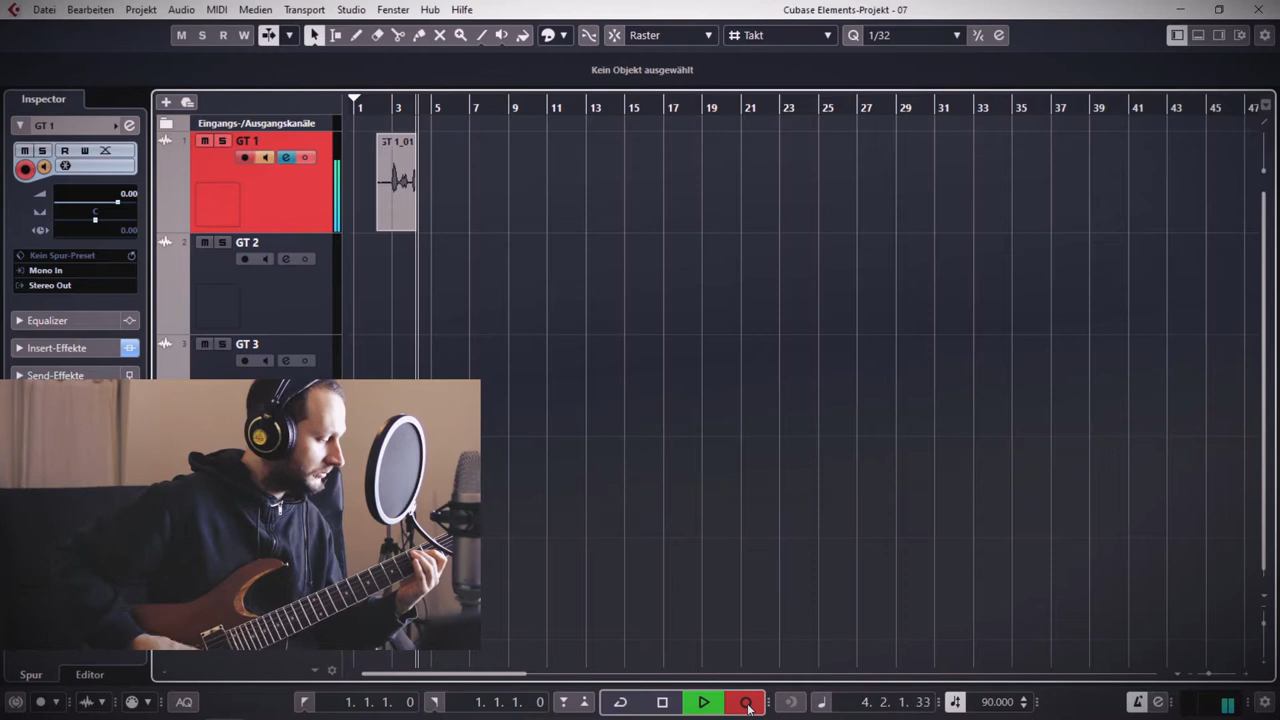 Datei Bearbeiten Projekt Audio MIDI Medien Transport Studio Fenster Hub Hilfe Cubase Elements-Projekt - 07
M S R W Raster Takt Q 1/32
Kein Objekt ausgewählt
Inspector
1 3 5 7 9 11 13 15 17 19 21 23 25 27 29 31 33 35 37 39 41 43 45 47
GT 1 e
Eingangs-/Ausgangskanäle
1 M S GT 1
GT 1_01
M S R W
e
0.00
C
0.00
2 M S GT 2
Kein Spur-Preset
e
Mono In
Stereo Out
Equalizer
3 M S GT 3
Insert-Effekte
e
Send-Effekte
Spur Editor
AQ 1. 1. 1. 0 1. 1. 1. 0 4. 2. 1. 33 90.000 e